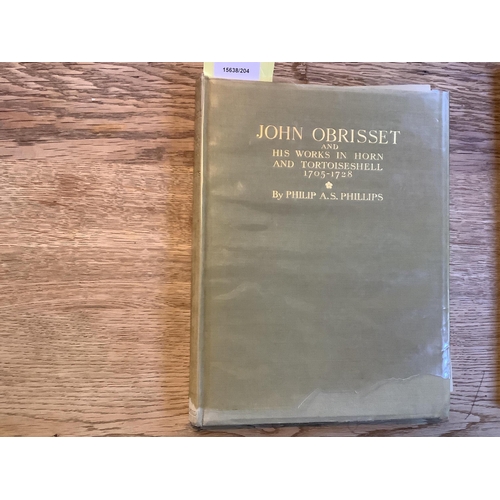 15638/204
JOHN OBRISSET
AND
HIS WORKS IN HORN
AND TORTOISESHELL
1705-1728
By PHILIP A.S. PHILLIPS